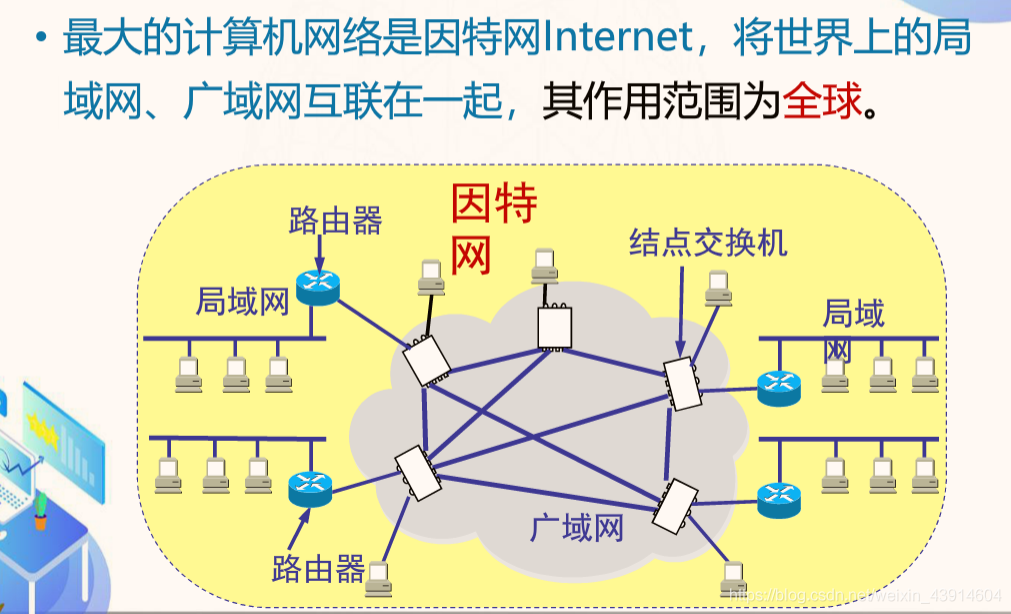 • 最大的计算机网络是因特网Internet，将世界上的局
域网、广域网互联在一起，其作用范围为全球。
因特
网
路由器
结点交换机
局域网
局域
网
广域网
路由器
https://blog.csdn.net/weixin_43914604